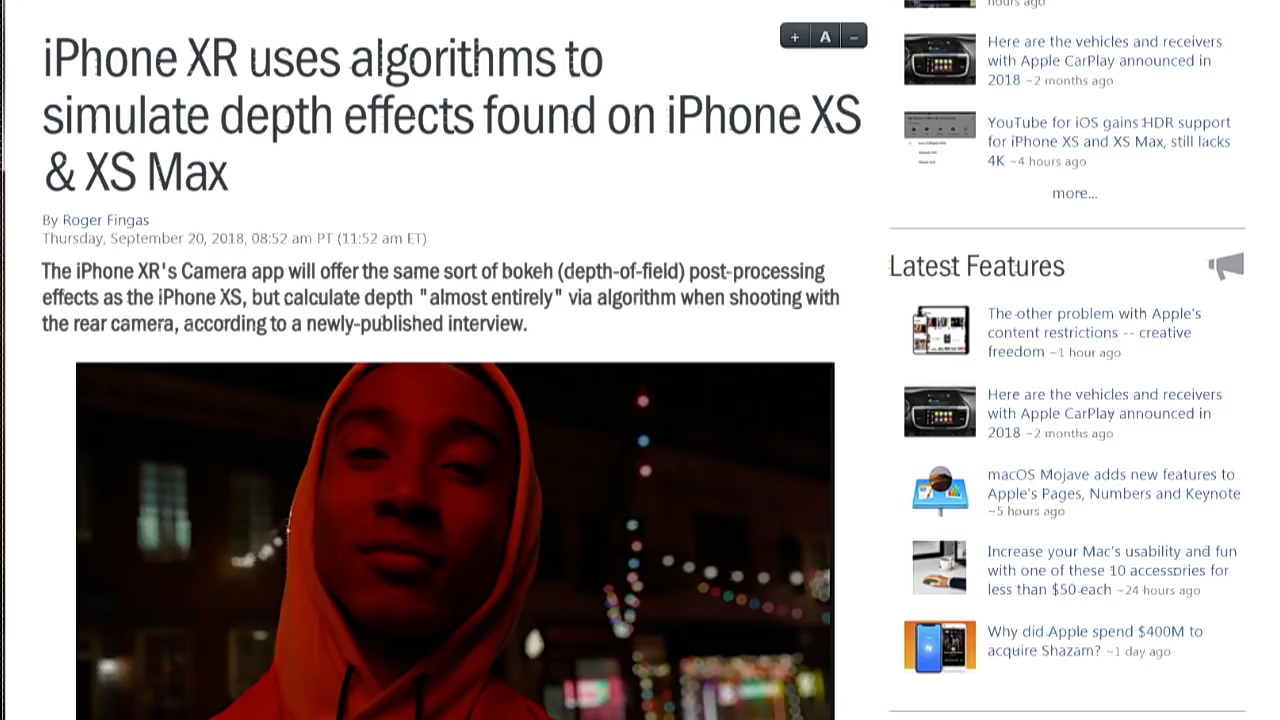 iPhone XR uses algorithms to
simulate depth effects found on iPhone XS
& XS Max
+ A −
By Roger Fingas
Thursday, September 20, 2018, 08:52 am PT (11:52 am ET)
The iPhone XR's Camera app will offer the same sort of bokeh (depth-of-field) post-processing
effects as the iPhone XS, but calculate depth "almost entirely" via algorithm when shooting with
the rear camera, according to a newly-published interview.
hours ago
Here are the vehicles and receivers
with Apple CarPlay announced in
2018 ~2 months ago
YouTube for iOS gains HDR support
for iPhone XS and XS Max, still lacks
4K ~4 hours ago
more...
Latest Features
The other problem with Apple's
content restrictions -- creative
freedom ~1 hour ago
Here are the vehicles and receivers
with Apple CarPlay announced in
2018 ~2 months ago
macOS Mojave adds new features to
Apple's Pages, Numbers and Keynote
~5 hours ago
Increase your Mac's usability and fun
with one of these 10 accessories for
less than $50 each ~24 hours ago
Why did Apple spend $400M to
acquire Shazam? ~1 day ago